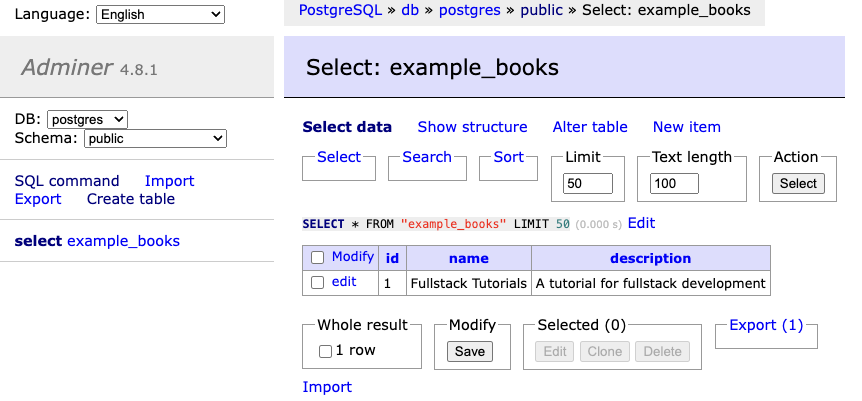 Language: English
PostgreSQL » db » postgres » public » Select: example_books
Adminer 4.8.1
Select: example_books
DB: postgres
Schema: public
SQL command Import
Export Create table
select example_books
Select data Show structure Alter table New item
Select Search Sort Limit Text length Action
50 100 Select
SELECT * FROM "example_books" LIMIT 50 (0.000 s) Edit
Modify id name description
edit 1 Fullstack Tutorials A tutorial for fullstack development
Whole result Modify Selected (0) Export (1)
1 row Save Edit Clone Delete
Import